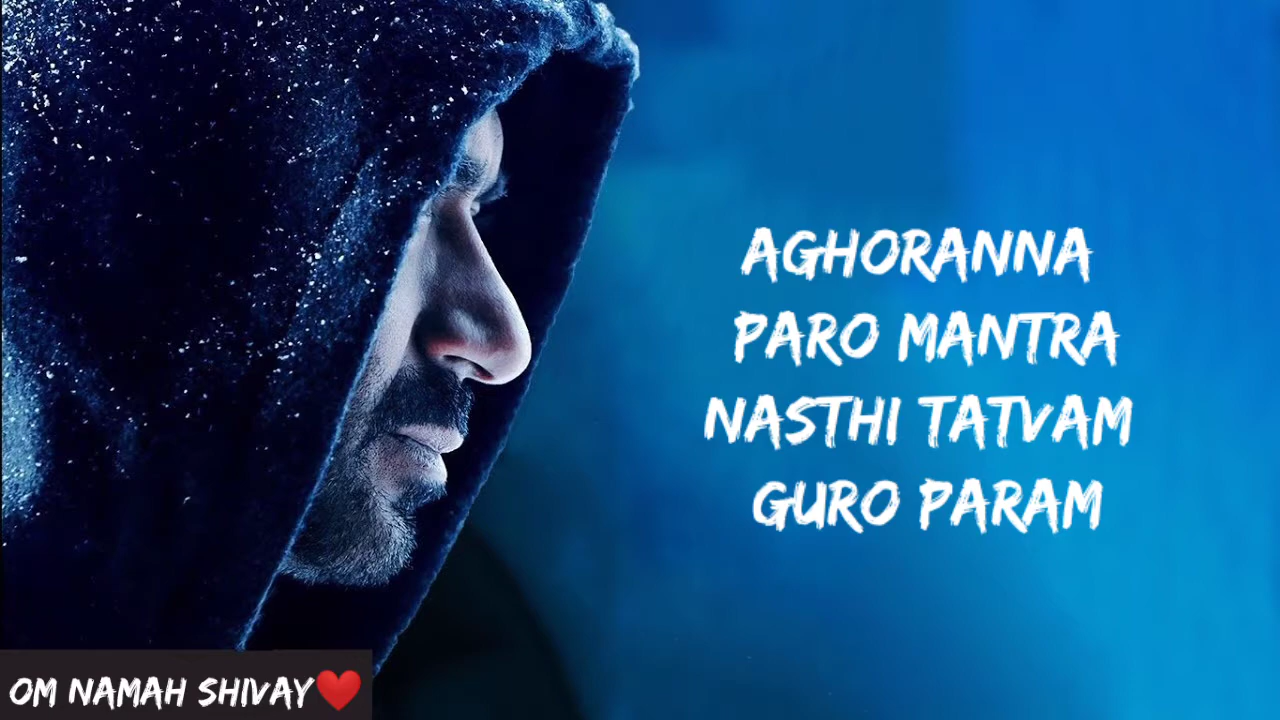 AGHORANNA
PARO MANTRA
NASTHI TATVAM
GURO PARAM
OM NAMAH SHIVAY❤️